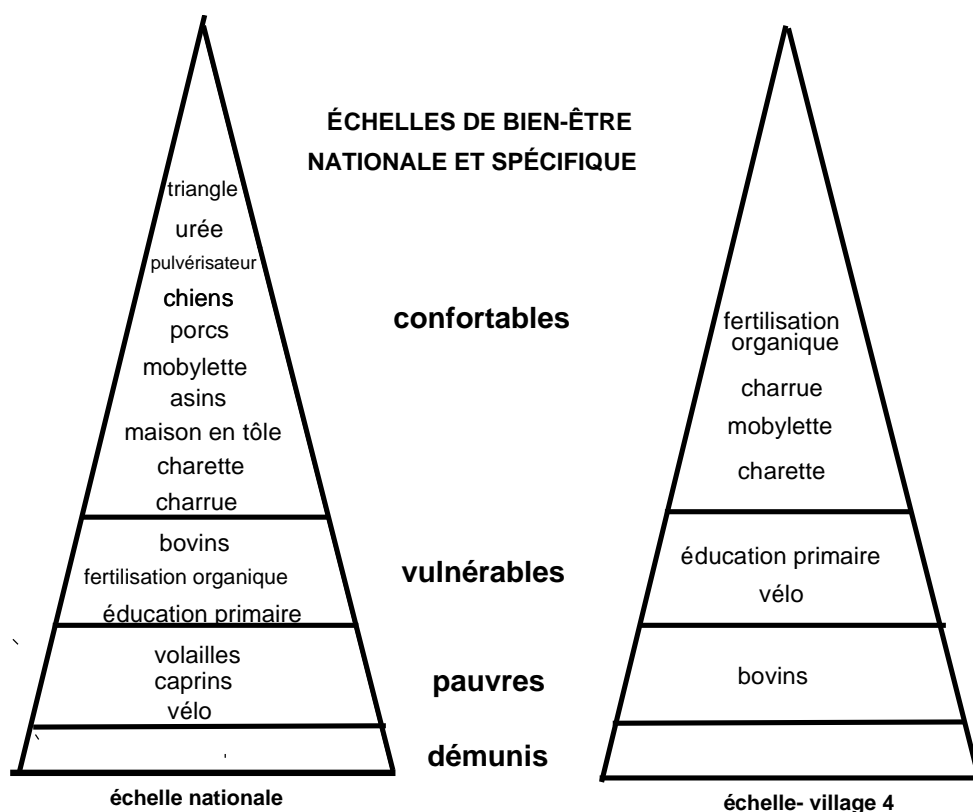 ÉCHELLES DE BIEN-ÊTRE
NATIONALE ET SPÉCIFIQUE
triangle
urée
pulvérisateur
chiens
porcs
mobylette
asins
maison en tôle
charette
charrue
bovins
fertilisation organique
éducation primaire
volailles
caprins
vélo
échelle nationale
confortables
vulnérables
pauvres
démunis
fertilisation
organique
charrue
mobylette
charette
éducation primaire
vélo
bovins
échelle- village 4